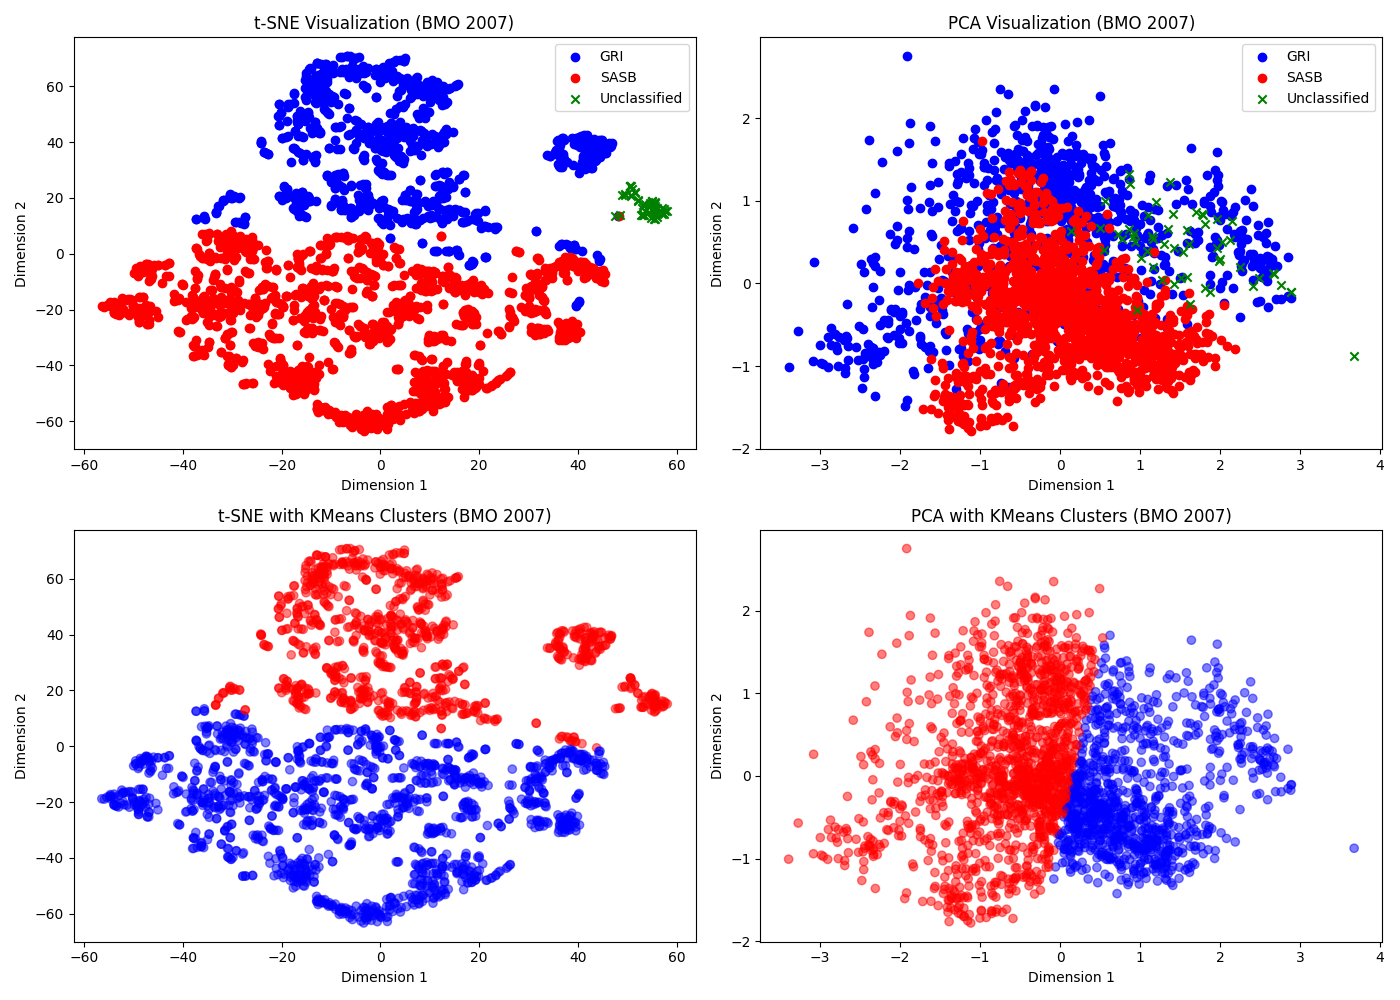 t-SNE Visualization (BMO 2007)
GRI
SASB
Unclassified
Dimension 2
60
40
20
0
−20
−40
−60
−60 −40 −20 0 20 40 60
Dimension 1
PCA Visualization (BMO 2007)
GRI
SASB
Unclassified
Dimension 2
2
1
0
−1
−2
−3 −2 −1 0 1 2 3 4
Dimension 1
t-SNE with KMeans Clusters (BMO 2007)
Dimension 2
60
40
20
0
−20
−40
−60
−60 −40 −20 0 20 40 60
Dimension 1
PCA with KMeans Clusters (BMO 2007)
Dimension 2
2
1
0
−1
−2
−3 −2 −1 0 1 2 3 4
Dimension 1